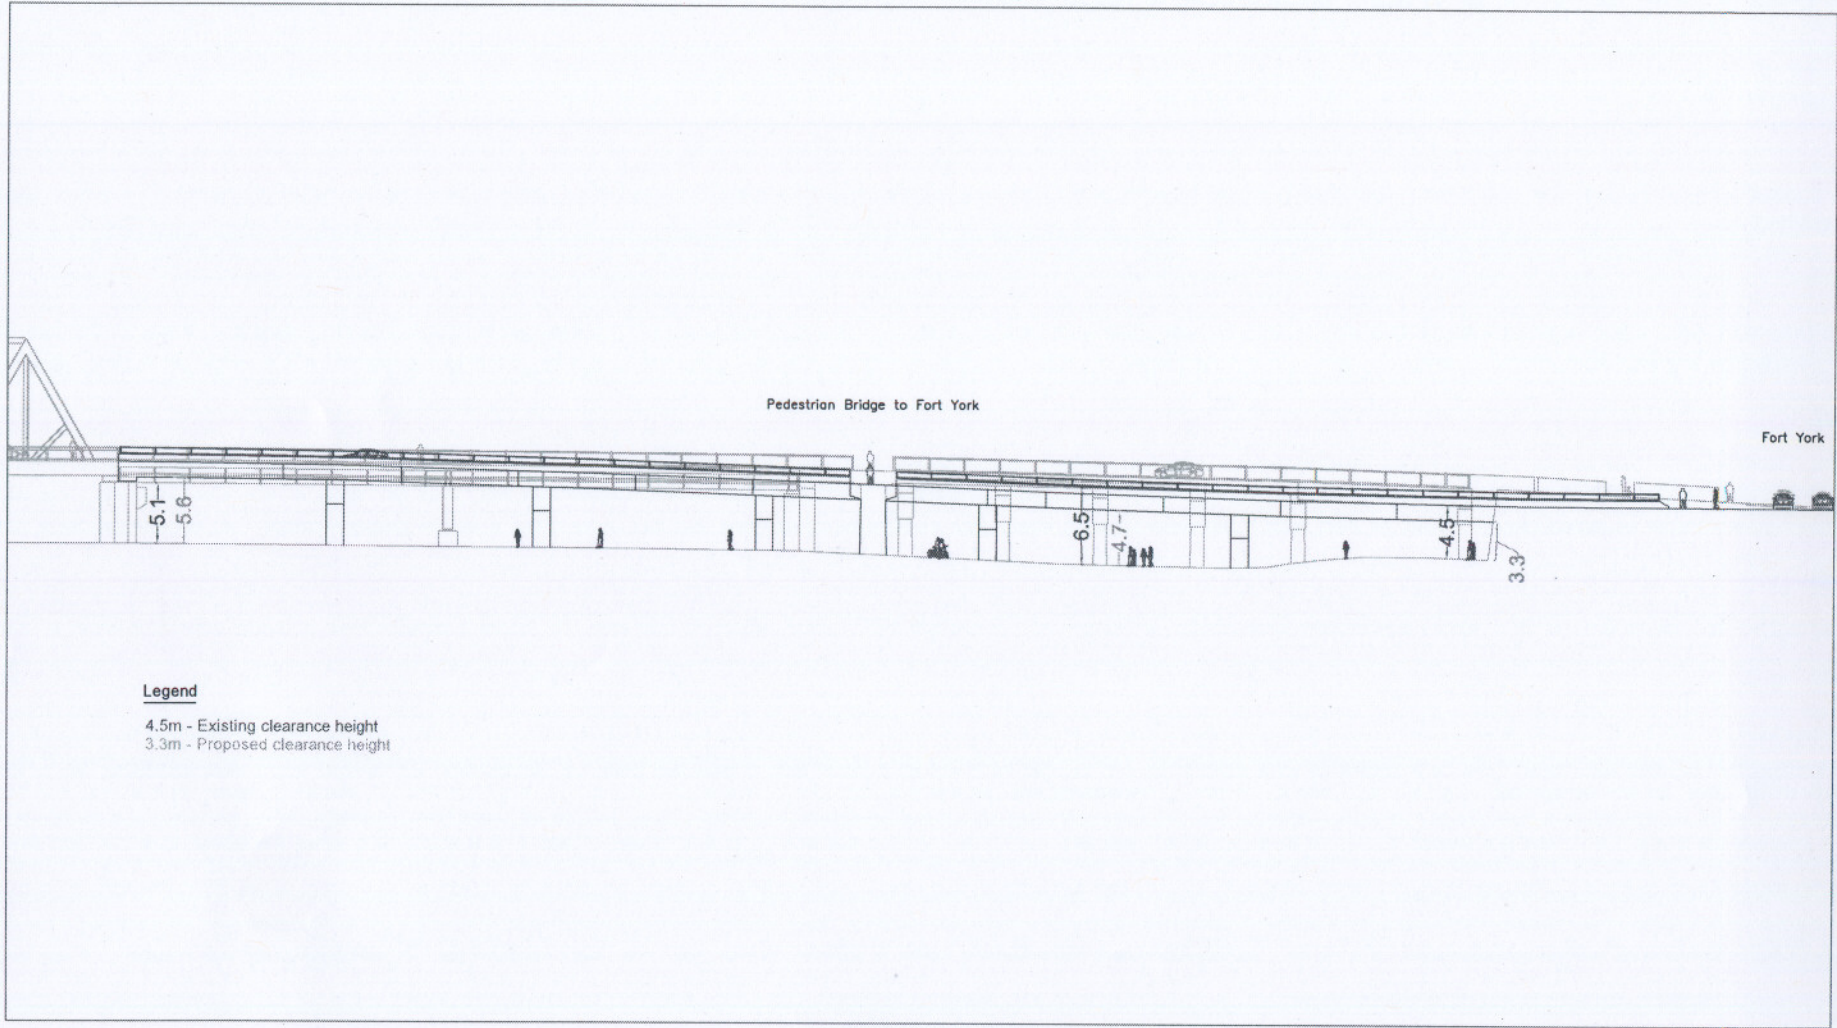 Pedestrian Bridge to Fort York
Fort York
5.1
5.6
6.5
4.7
4.5
3.3
Legend
4.5m - Existing clearance height
3.3m - Proposed clearance height